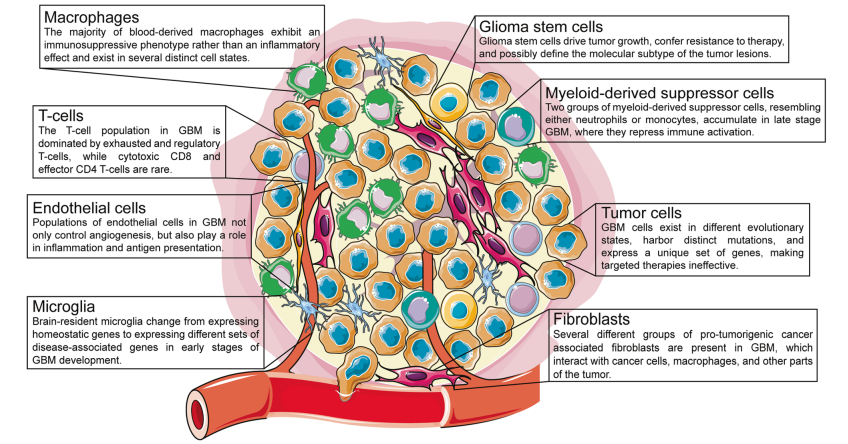 Macrophages
The majority of blood-derived macrophages exhibit an
immunosuppressive phenotype rather than an inflammatory
effect and exist in several distinct cell states.
T-cells
The T-cell population in GBM is
dominated by exhausted and regulatory
T-cells, while cytotoxic CD8 and
effector CD4 T-cells are rare.
Endothelial cells
Populations of endothelial cells in GBM not
only control angiogenesis, but also play a role
in inflammation and antigen presentation.
Microglia
Brain-resident microglia change from expressing
homeostatic genes to expressing different sets of
disease-associated genes in early stages of
GBM development.
Glioma stem cells
Glioma stem cells drive tumor growth, confer resistance to therapy,
and possibly define the molecular subtype of the tumor lesions.
Myeloid-derived suppressor cells
Two groups of myeloid-derived suppressor cells, resembling
either neutrophils or monocytes, accumulate in late stage
GBM, where they repress immune activation.
Tumor cells
GBM cells exist in different evolutionary
states, harbor distinct mutations, and
express a unique set of genes, making
targeted therapies ineffective.
Fibroblasts
Several different groups of pro-tumorigenic cancer
associated fibroblasts are present in GBM, which
interact with cancer cells, macrophages, and other parts
of the tumor.